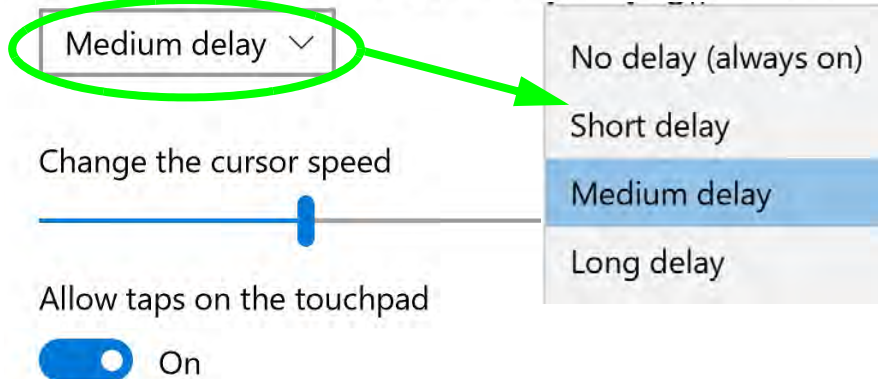 Medium delay
Change the cursor speed
Allow taps on the touchpad
On
No delay (always on)
Short delay
Medium delay
Long delay